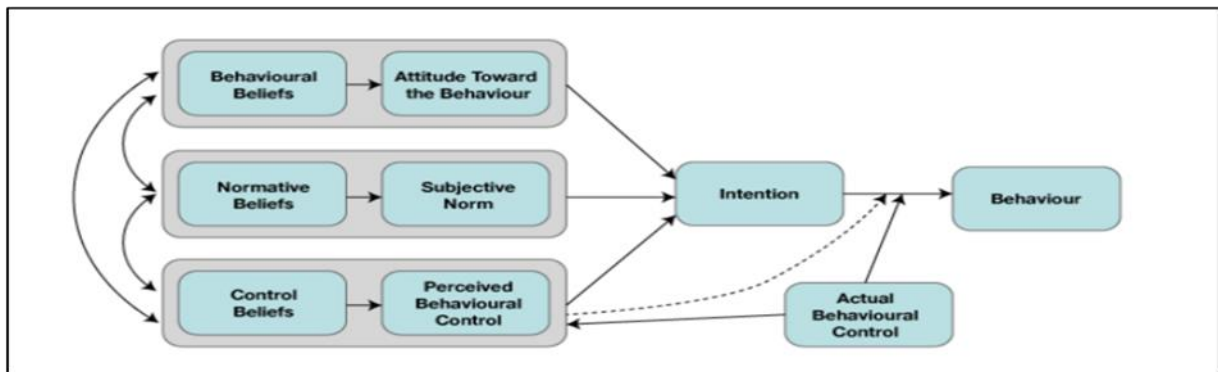 Behavioural
Beliefs
Attitude Toward
the Behaviour
Normative
Beliefs
Subjective
Norm
Intention
Behaviour
Control
Beliefs
Perceived
Behavioural
Control
Actual
Behavioural
Control